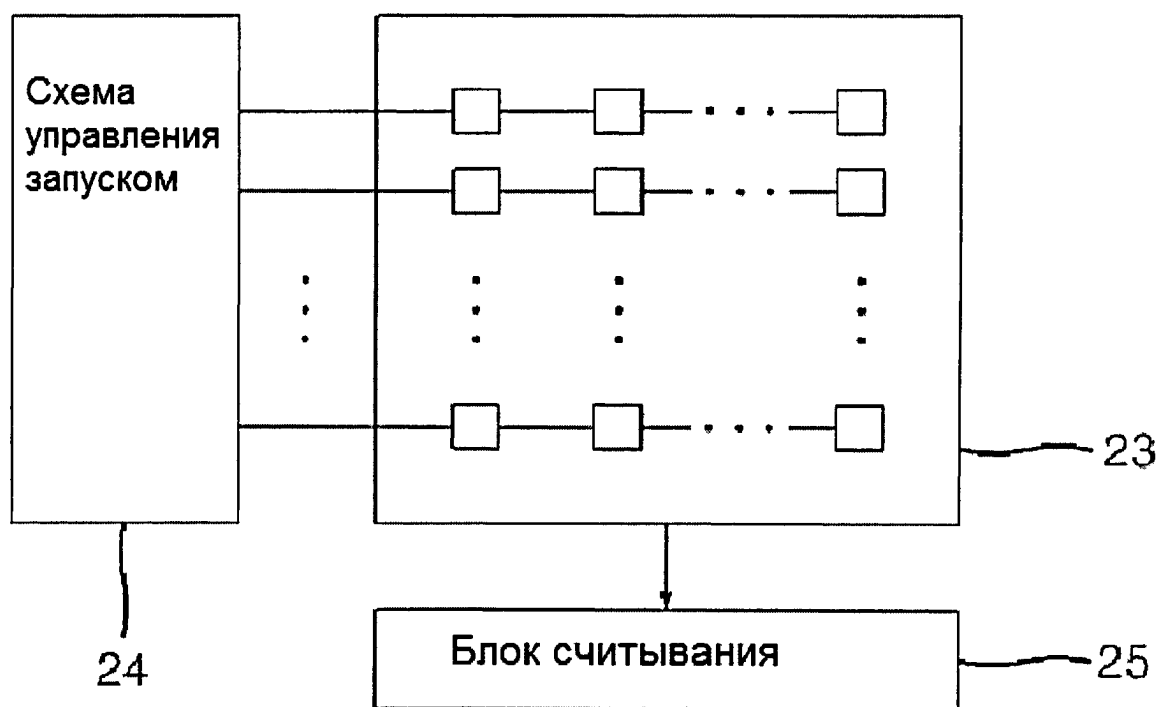 Схема
управления
запуском
23
24
Блок считывания
25